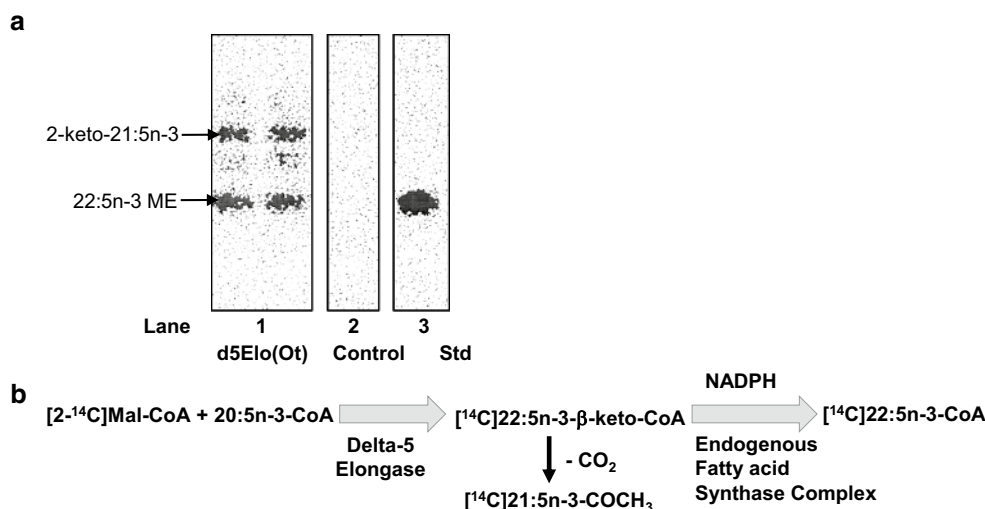 a
2-keto-21:5n-3
22:5n-3 ME
Lane 1 2 3
d5Elo(Ot) Control Std
b
NADPH
[2-¹⁴C]Mal-CoA + 20:5n-3-CoA
[¹⁴C]22:5n-3-β-keto-CoA
[¹⁴C]22:5n-3-CoA
Delta-5
Elongase
- CO₂
Endogenous
Fatty acid
Synthase Complex
[¹⁴C]21:5n-3-COCH₃